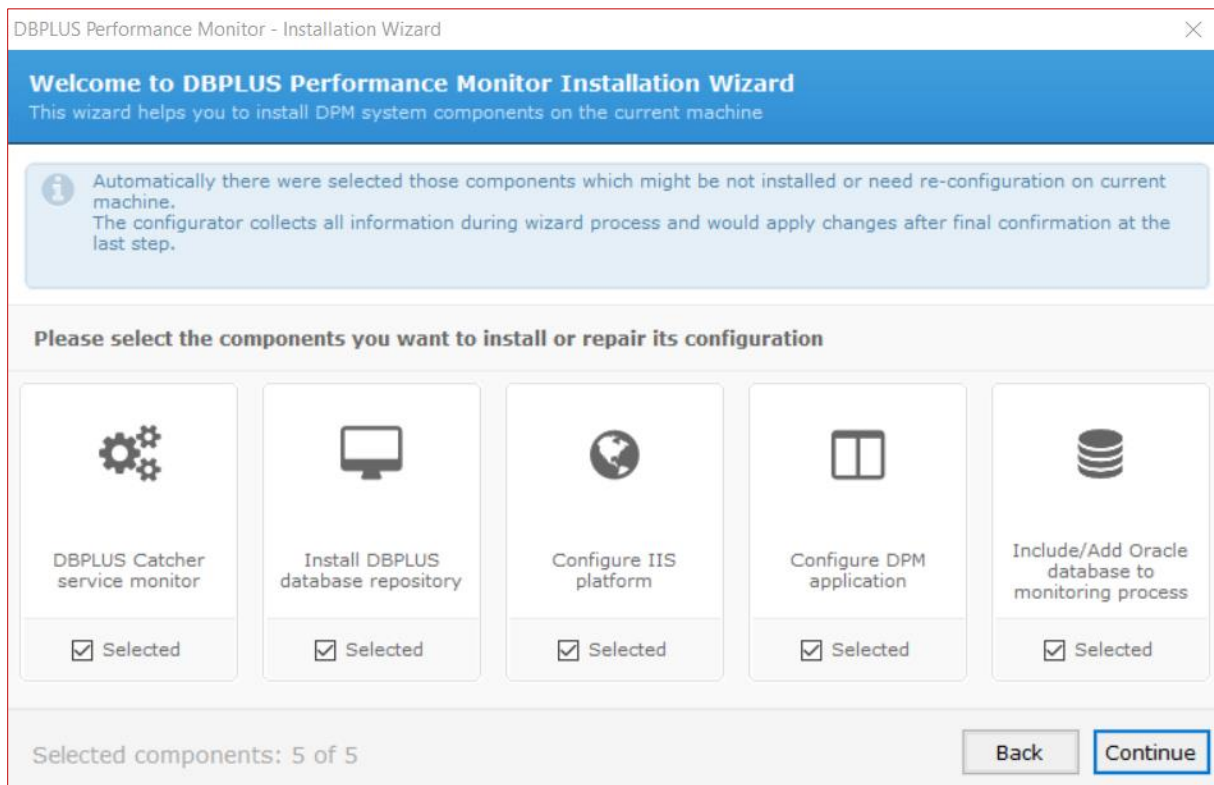 DBPLUS Performance Monitor - Installation Wizard
Welcome to DBPLUS Performance Monitor Installation Wizard
This wizard helps you to install DPM system components on the current machine
Automatically there were selected those components which might be not installed or need re-configuration on current
machine.
The configurator collects all information during wizard process and would apply changes after final confirmation at the
last step.
Please select the components you want to install or repair its configuration
DBPLUS Catcher
service monitor
Selected
Install DBPLUS
database repository
Selected
Configure IIS
platform
Selected
Configure DPM
application
Selected
Include/Add Oracle
database to
monitoring process
Selected
Selected components: 5 of 5
Back
Continue